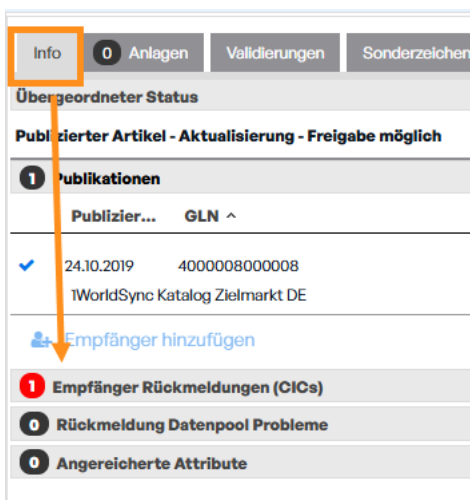 Info 0 Anlagen Validierungen Sonderzeichen
Übergeordneter Status
Publizierter Artikel - Aktualisierung - Freigabe möglich
1 Publikationen
Publizier... GLN ^
24.10.2019 4000008000008
1WorldSync Katalog Zielmarkt DE
Empfänger hinzufügen
1 Empfänger Rückmeldungen (CICs)
0 Rückmeldung Datenpool Probleme
0 Angereicherte Attribute